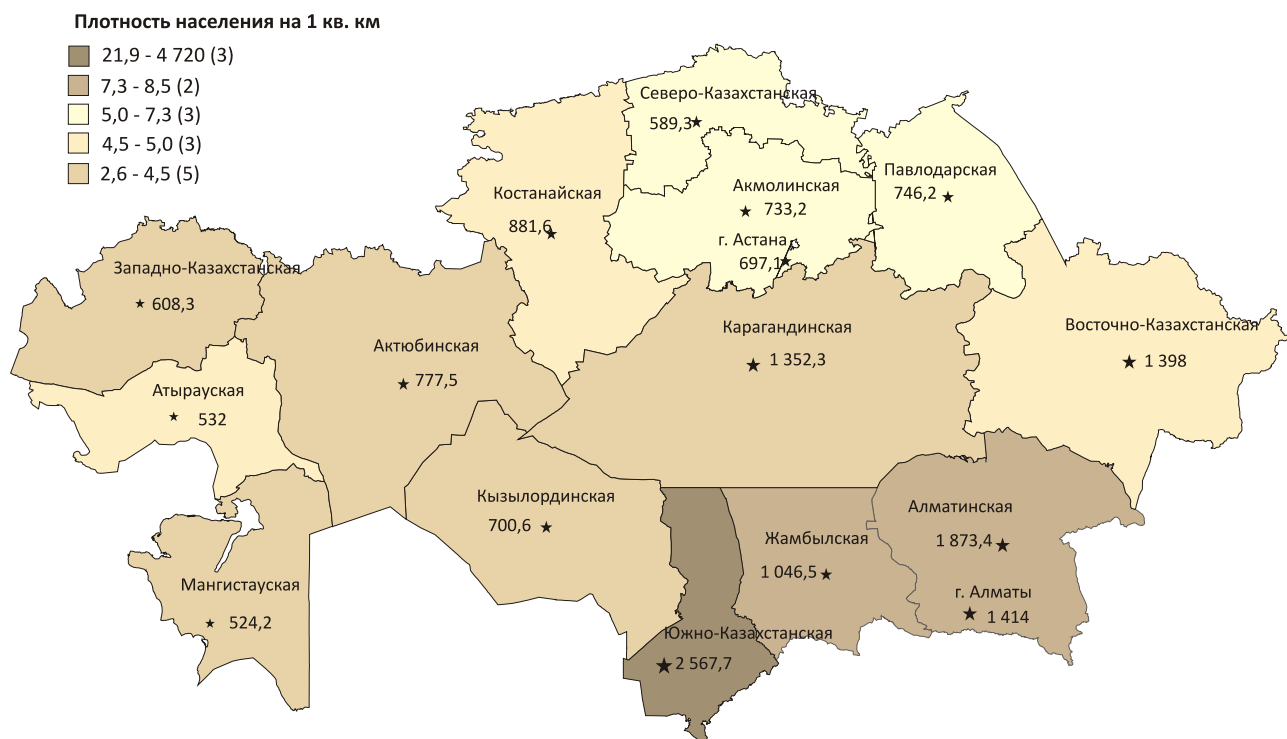 Плотность населения на 1 кв. км
21,9 - 4 720 (3)
7,3 - 8,5 (2)
5,0 - 7,3 (3)
4,5 - 5,0 (3)
2,6 - 4,5 (5)
Северо-Казахстанская
589,3
Павлодарская
746,2
Костанайская
881,6
Акмолинская
733,2
г. Астана
697,1
Западно-Казахстанская
608,3
Актюбинская
777,5
Карагандинская
1 352,3
Восточно-Казахстанская
1 398
Атырауская
532
Кызылординская
700,6
Алматинская
1 873,4
Жамбылская
1 046,5
Мангистауская
524,2
г. Алматы
1 414
Южно-Казахстанская
2 567,7